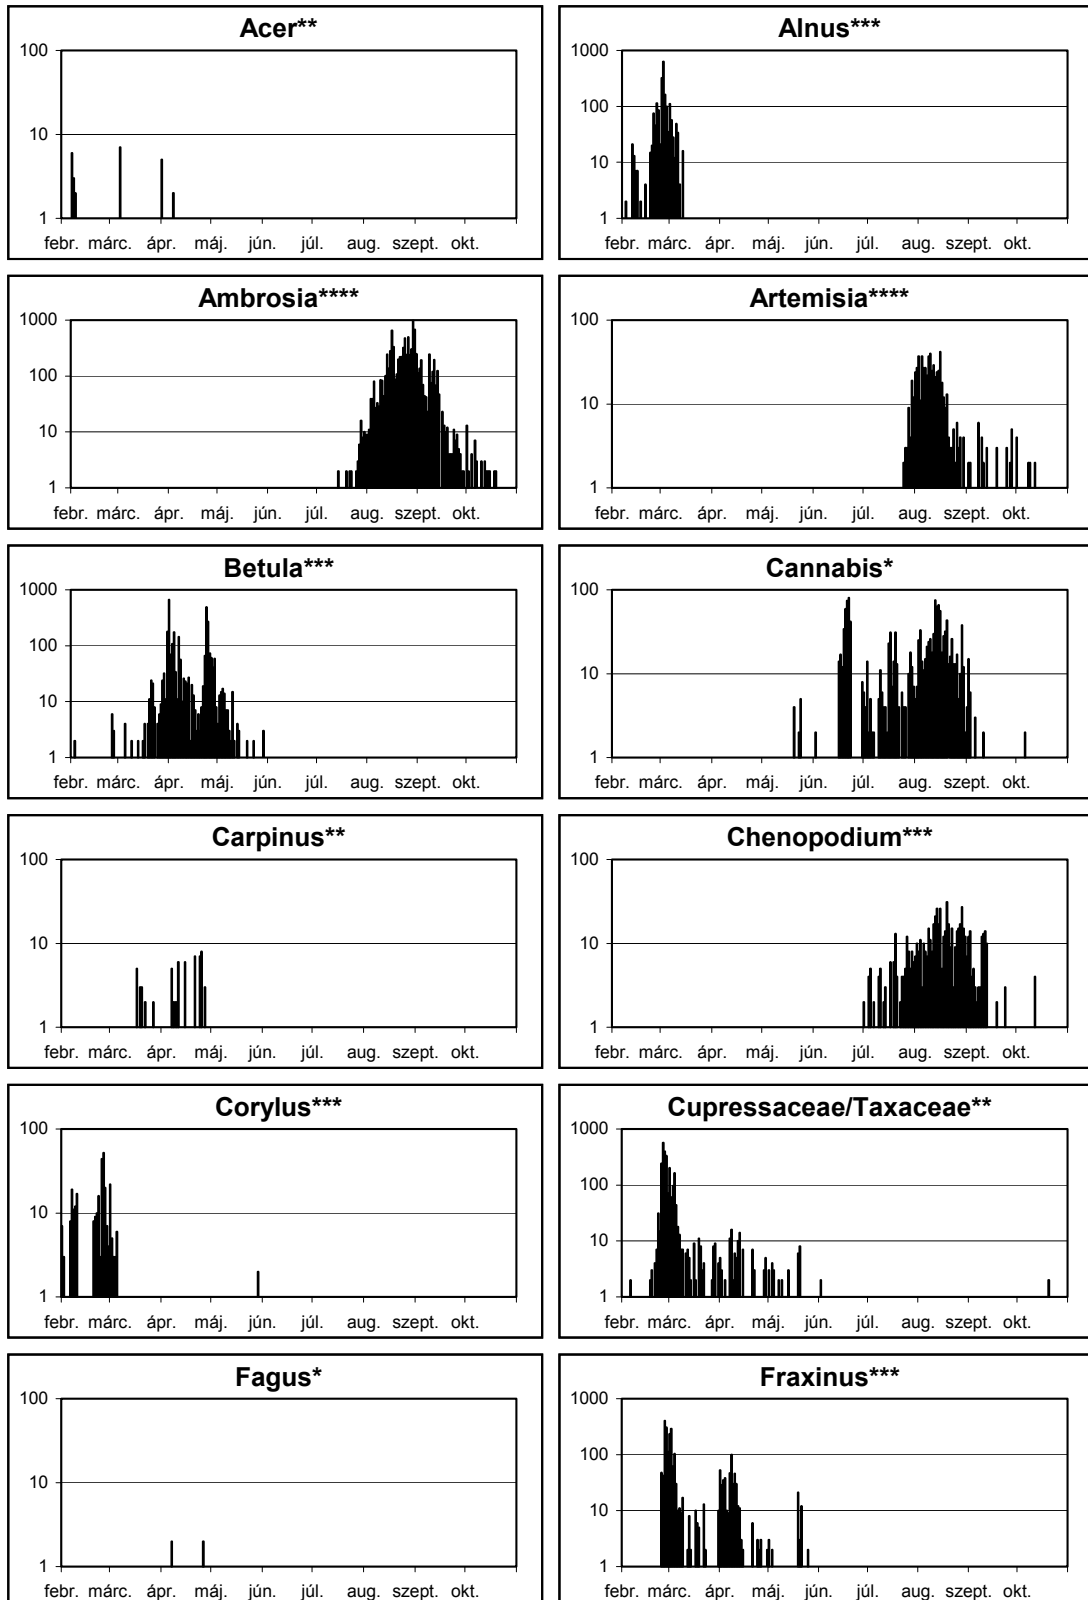 Acer**
100
10
1
febr. márc. ápr. máj. jún. júl. aug. szept. okt.
Alnus***
1000
100
10
1
febr. márc. ápr. máj. jún. júl. aug. szept. okt.
Ambrosia****
1000
100
10
1
febr. márc. ápr. máj. jún. júl. aug. szept. okt.
Artemisia****
100
10
1
febr. márc. ápr. máj. jún. júl. aug. szept. okt.
Betula***
1000
100
10
1
febr. márc. ápr. máj. jún. júl. aug. szept. okt.
Cannabis*
100
10
1
febr. márc. ápr. máj. jún. júl. aug. szept. okt.
Carpinus**
100
10
1
febr. márc. ápr. máj. jún. júl. aug. szept. okt.
Chenopodium***
100
10
1
febr. márc. ápr. máj. jún. júl. aug. szept. okt.
Corylus***
100
10
1
febr. márc. ápr. máj. jún. júl. aug. szept. okt.
Cupressaceae/Taxaceae**
1000
100
10
1
febr. márc. ápr. máj. jún. júl. aug. szept. okt.
Fagus*
100
10
1
febr. márc. ápr. máj. jún. júl. aug. szept. okt.
Fraxinus***
1000
100
10
1
febr. márc. ápr. máj. jún. júl. aug. szept. okt.